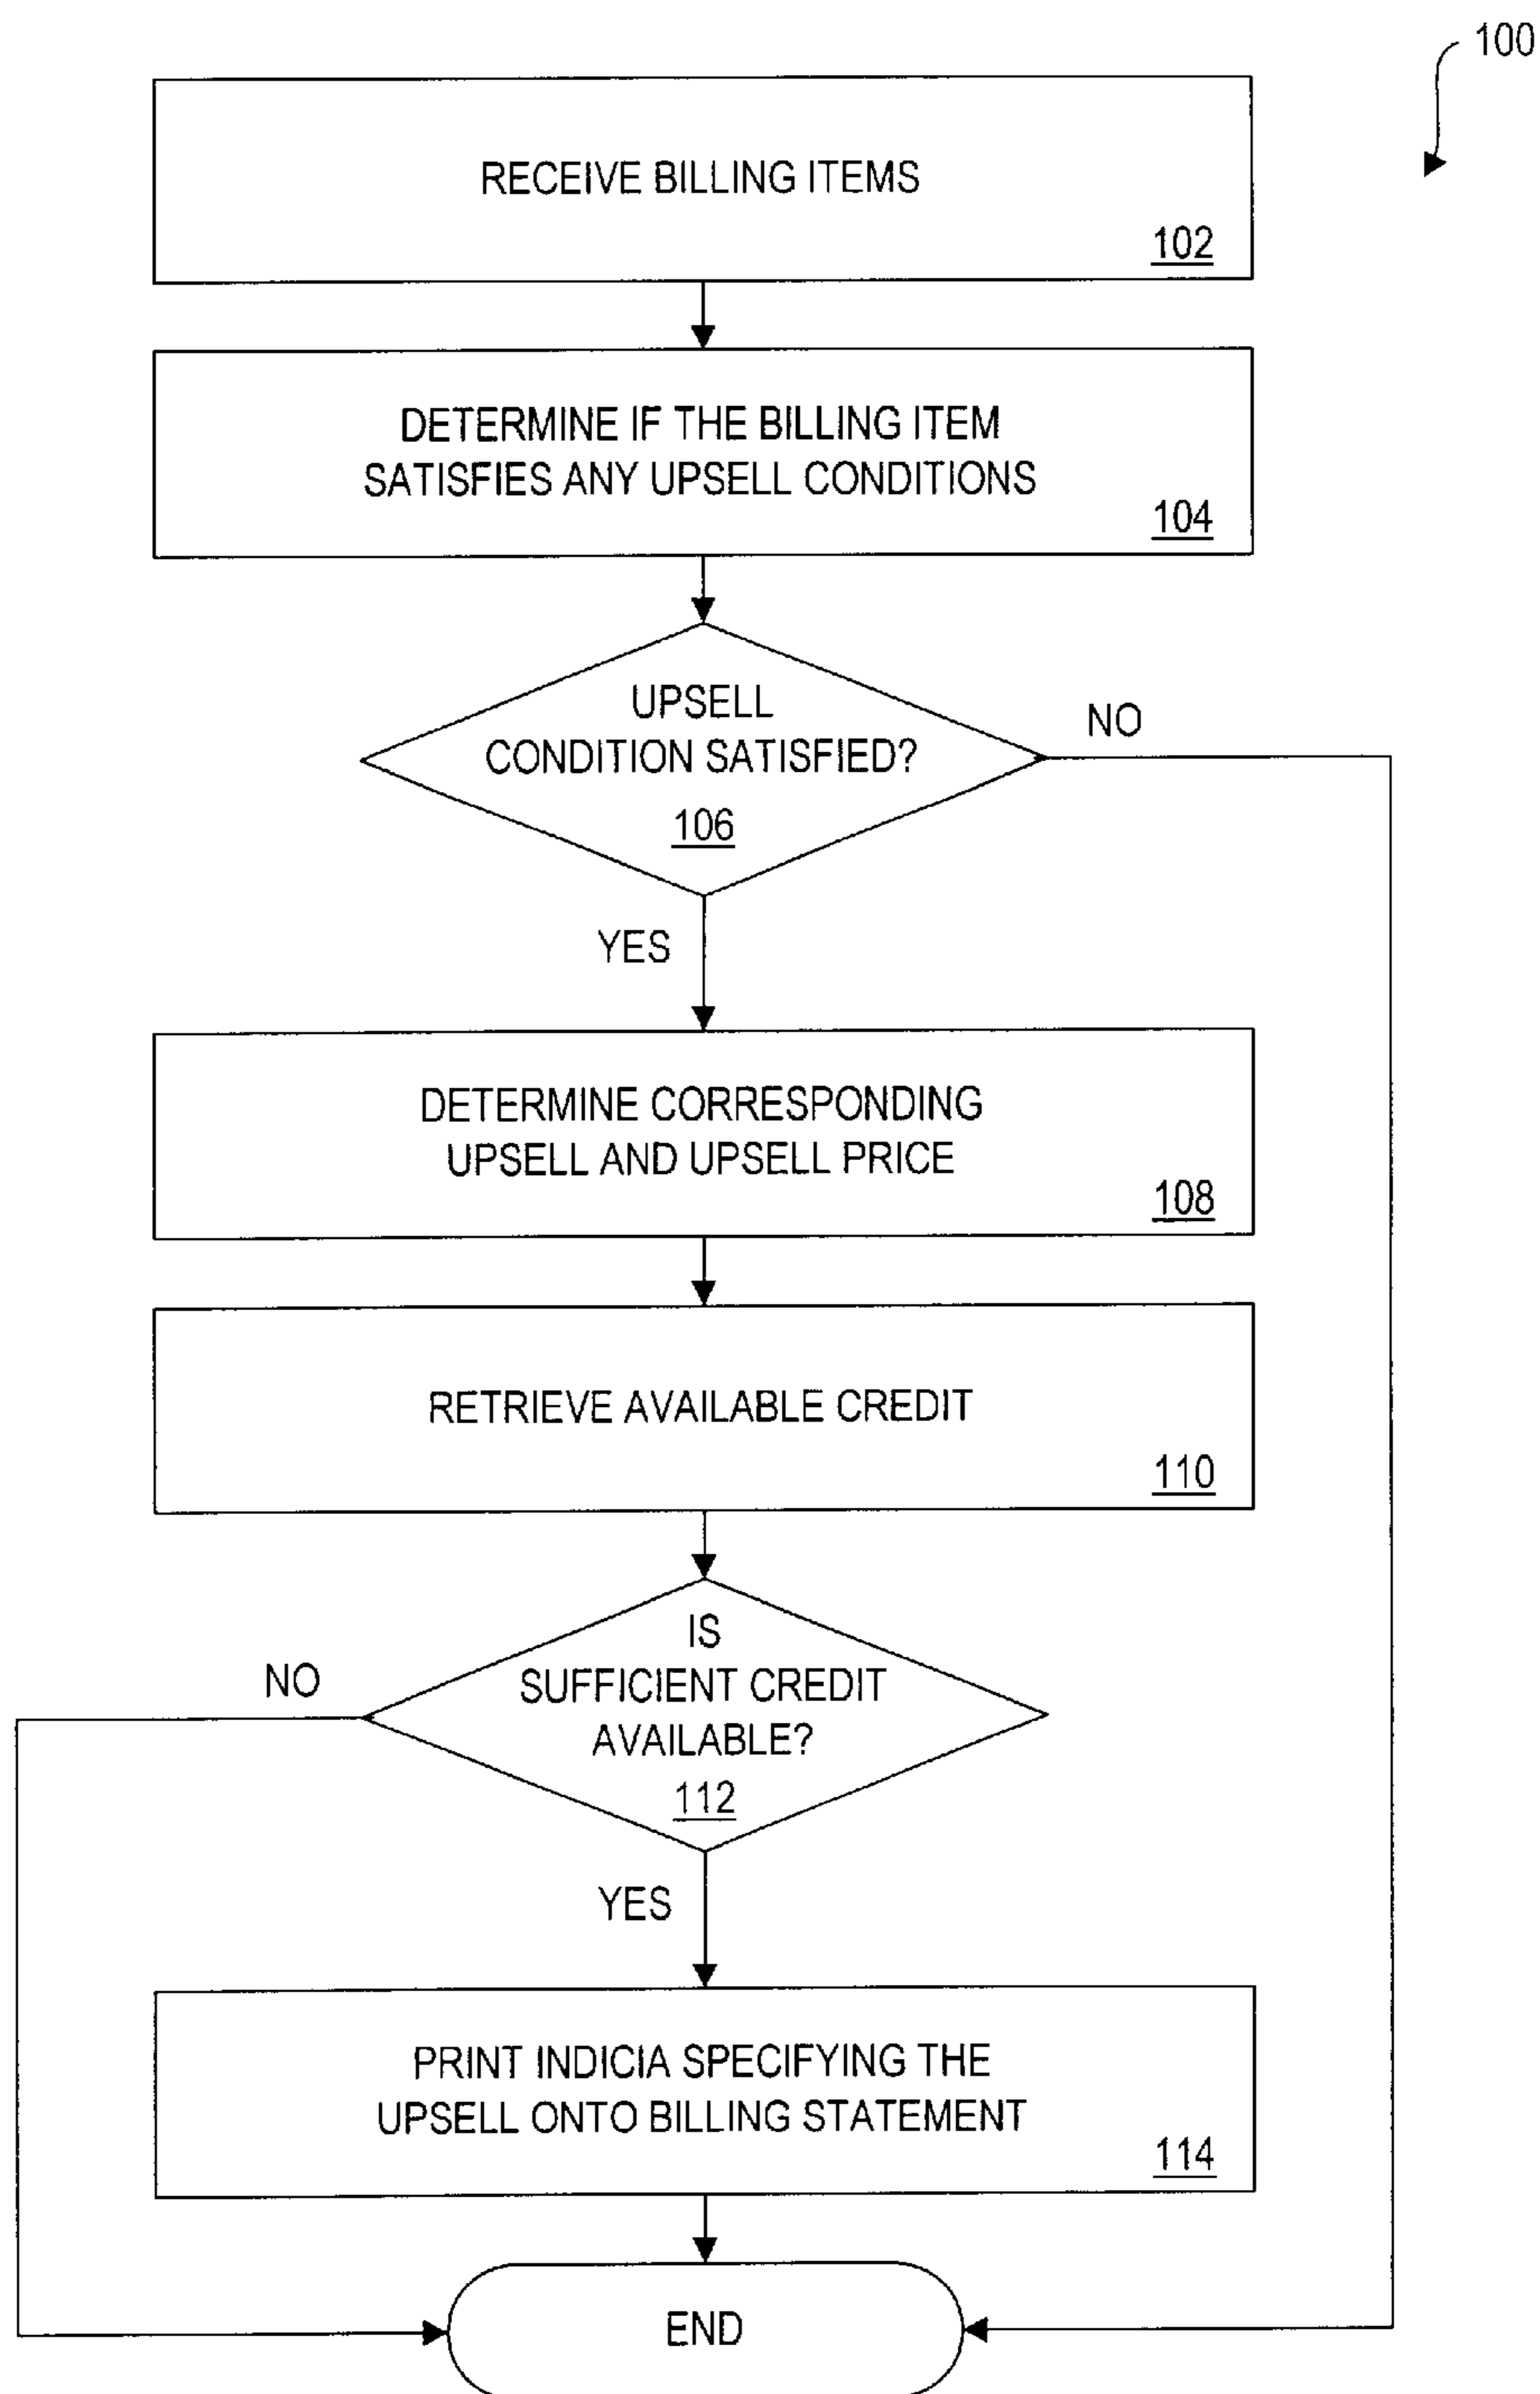 100
RECEIVE BILLING ITEMS
102
DETERMINE IF THE BILLING ITEM
SATISFIES ANY UPSELL CONDITIONS
104
UPSELL
CONDITION SATISFIED?
106
NO
YES
DETERMINE CORRESPONDING
UPSELL AND UPSELL PRICE
108
RETRIEVE AVAILABLE CREDIT
110
IS
SUFFICIENT CREDIT
AVAILABLE?
112
NO
YES
PRINT INDICIA SPECIFYING THE
UPSELL ONTO BILLING STATEMENT
114
END